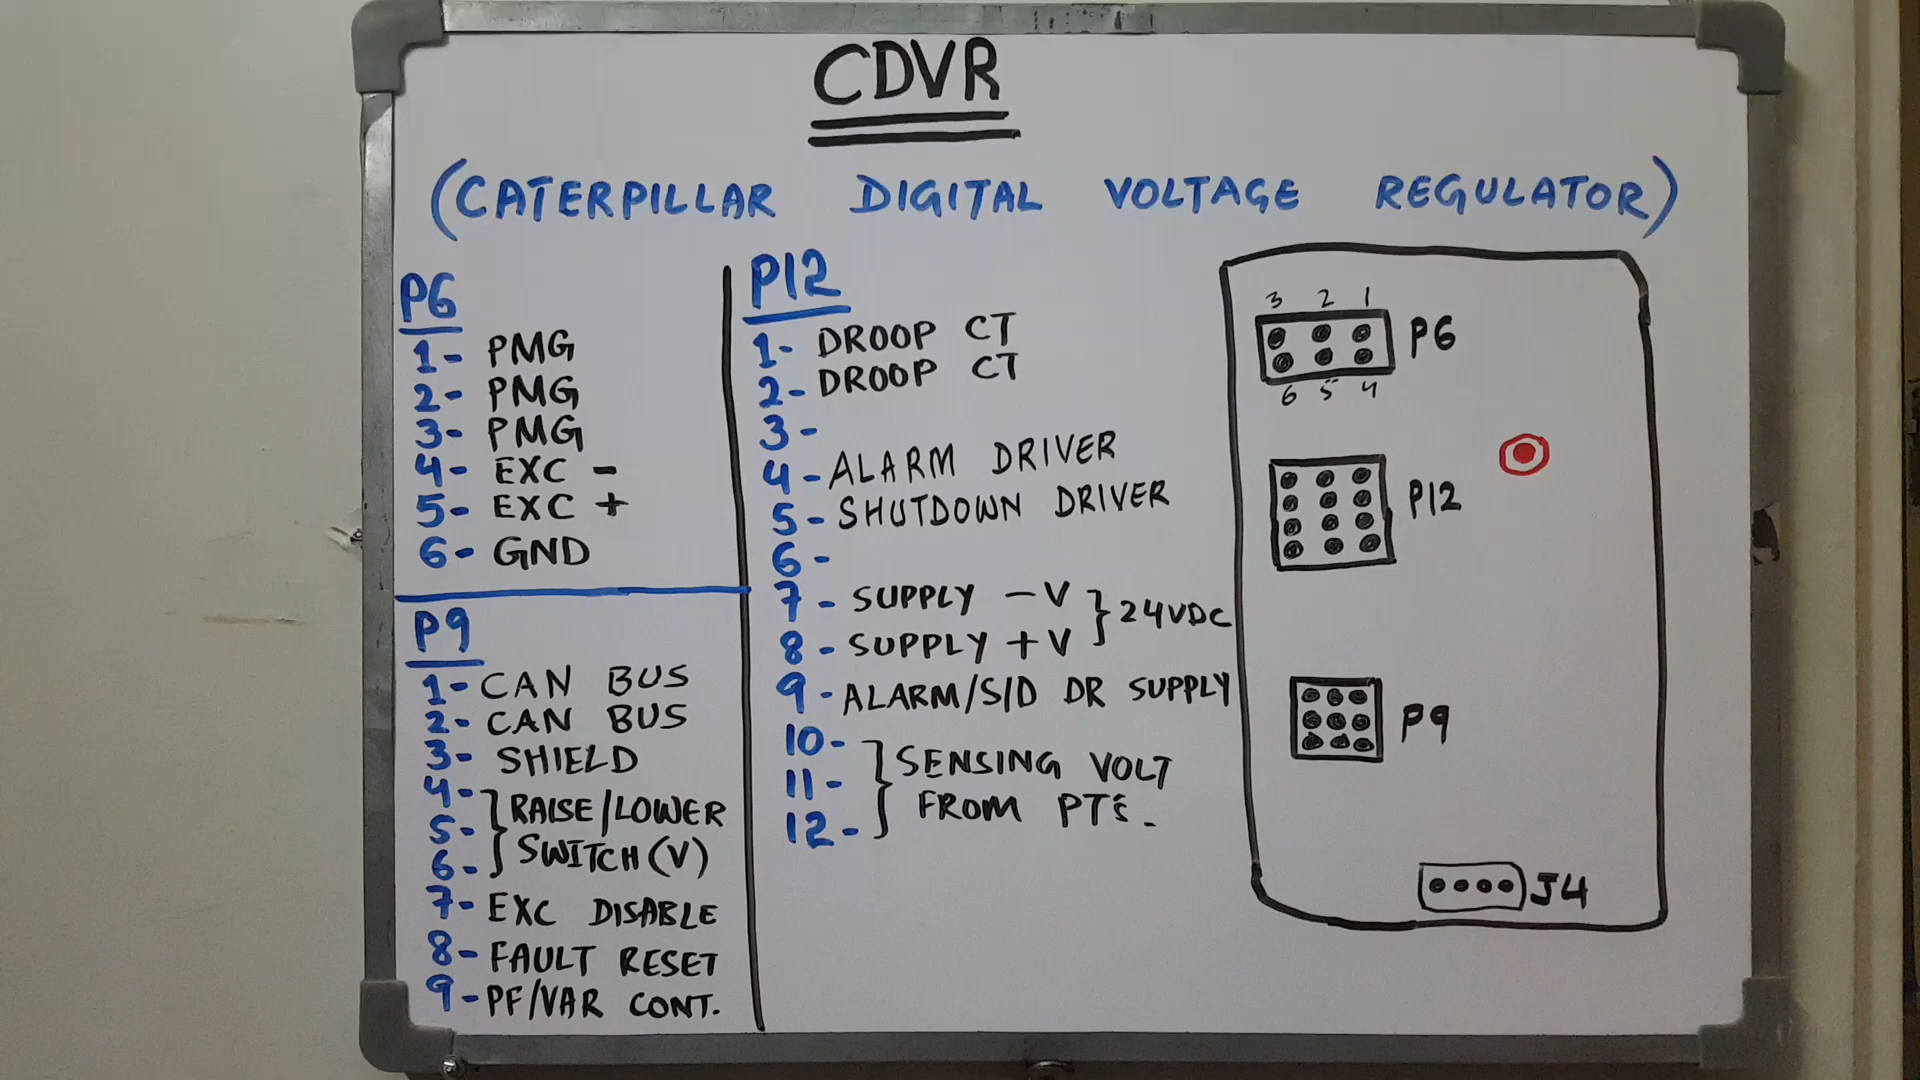 CDVR
(CATERPILLAR DIGITAL VOLTAGE REGULATOR)
P6
1- PMG
2- PMG
3- PMG
4- EXC -
5- EXC +
6- GND
P9
1- CAN BUS
2- CAN BUS
3- SHIELD
4-
5-
6-
} RAISE/LOWER
SWITCH (V)
7- EXC DISABLE
8- FAULT RESET
9- PF/VAR CONT.
P12
1- DROOP CT
2- DROOP CT
3-
4- ALARM DRIVER
5- SHUTDOWN DRIVER
6-
7- SUPPLY -V
8- SUPPLY +V
} 24VDC
9- ALARM/S/D DR SUPPLY
10-
11-
12-
} SENSING VOLT
FROM PTS.
3 2 1
P6
6 5 4
P12
P9
J4